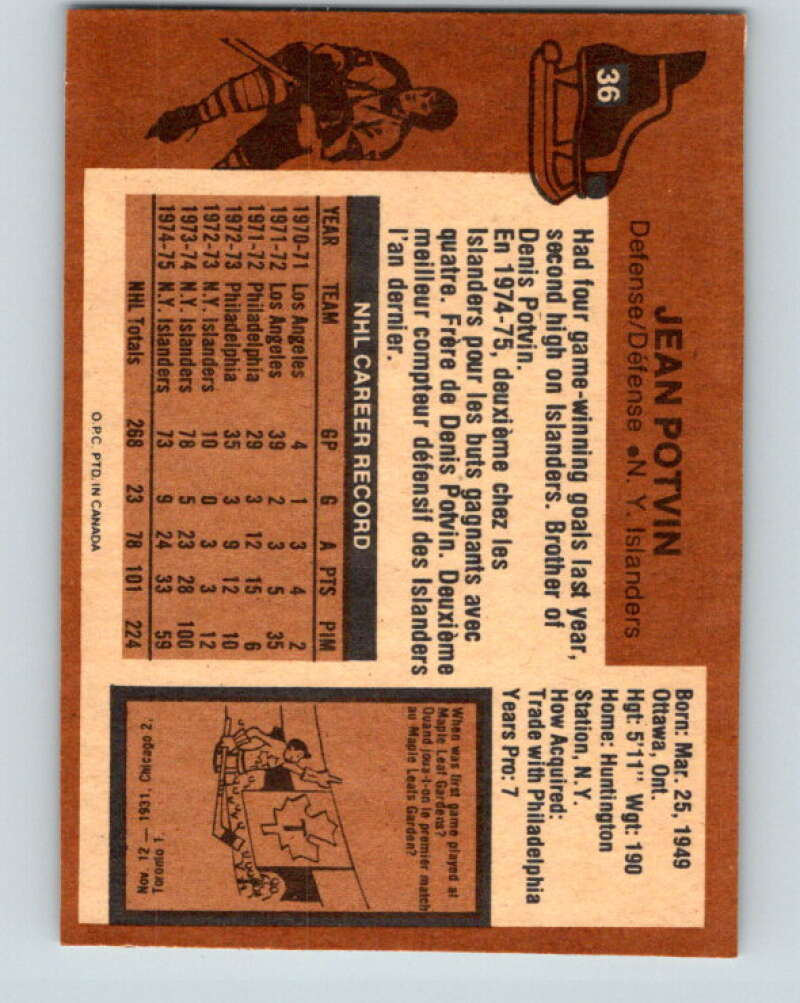 36
JEAN POTVIN
Defense/Défense • N. Y. Islanders
Had four game-winning goals last year,
second high on Islanders. Brother of
Denis Potvin.
En 1974-75, deuxième chez les
Islanders pour les buts gagnants avec
quatre. Frère de Denis Potvin. Deuxième
meilleur compteur défensif des Islanders
l'an dernier.
Born: Mar. 25, 1949
Ottawa, Ont.
Hgt: 5'11" Wgt: 190
Home: Huntington
Station, N.Y.
How Acquired:
Trade with Philadelphia
Years Pro: 7
NHL CAREER RECORD
YEAR TEAM GP G A PTS PIM
1970-71 Los Angeles 4 1 3 4 2
1971-72 Los Angeles 39 2 3 5 35
1971-72 Philadelphia 29 3 12 15 6
1972-73 Philadelphia 35 3 9 12 10
1972-73 N.Y. Islanders 10 0 3 3 12
1973-74 N.Y. Islanders 78 5 23 28 100
1974-75 N.Y. Islanders 73 9 24 33 59
NHL Totals 268 23 78 101 224
When was first game played at
Maple Leaf Gardens?
Quand joua-t-on le premier match
au Maple Leafs Garden?
Nov 12 — 1931, Chicago 2,
Toronto 1.
O.P.C. PTD. IN CANADA